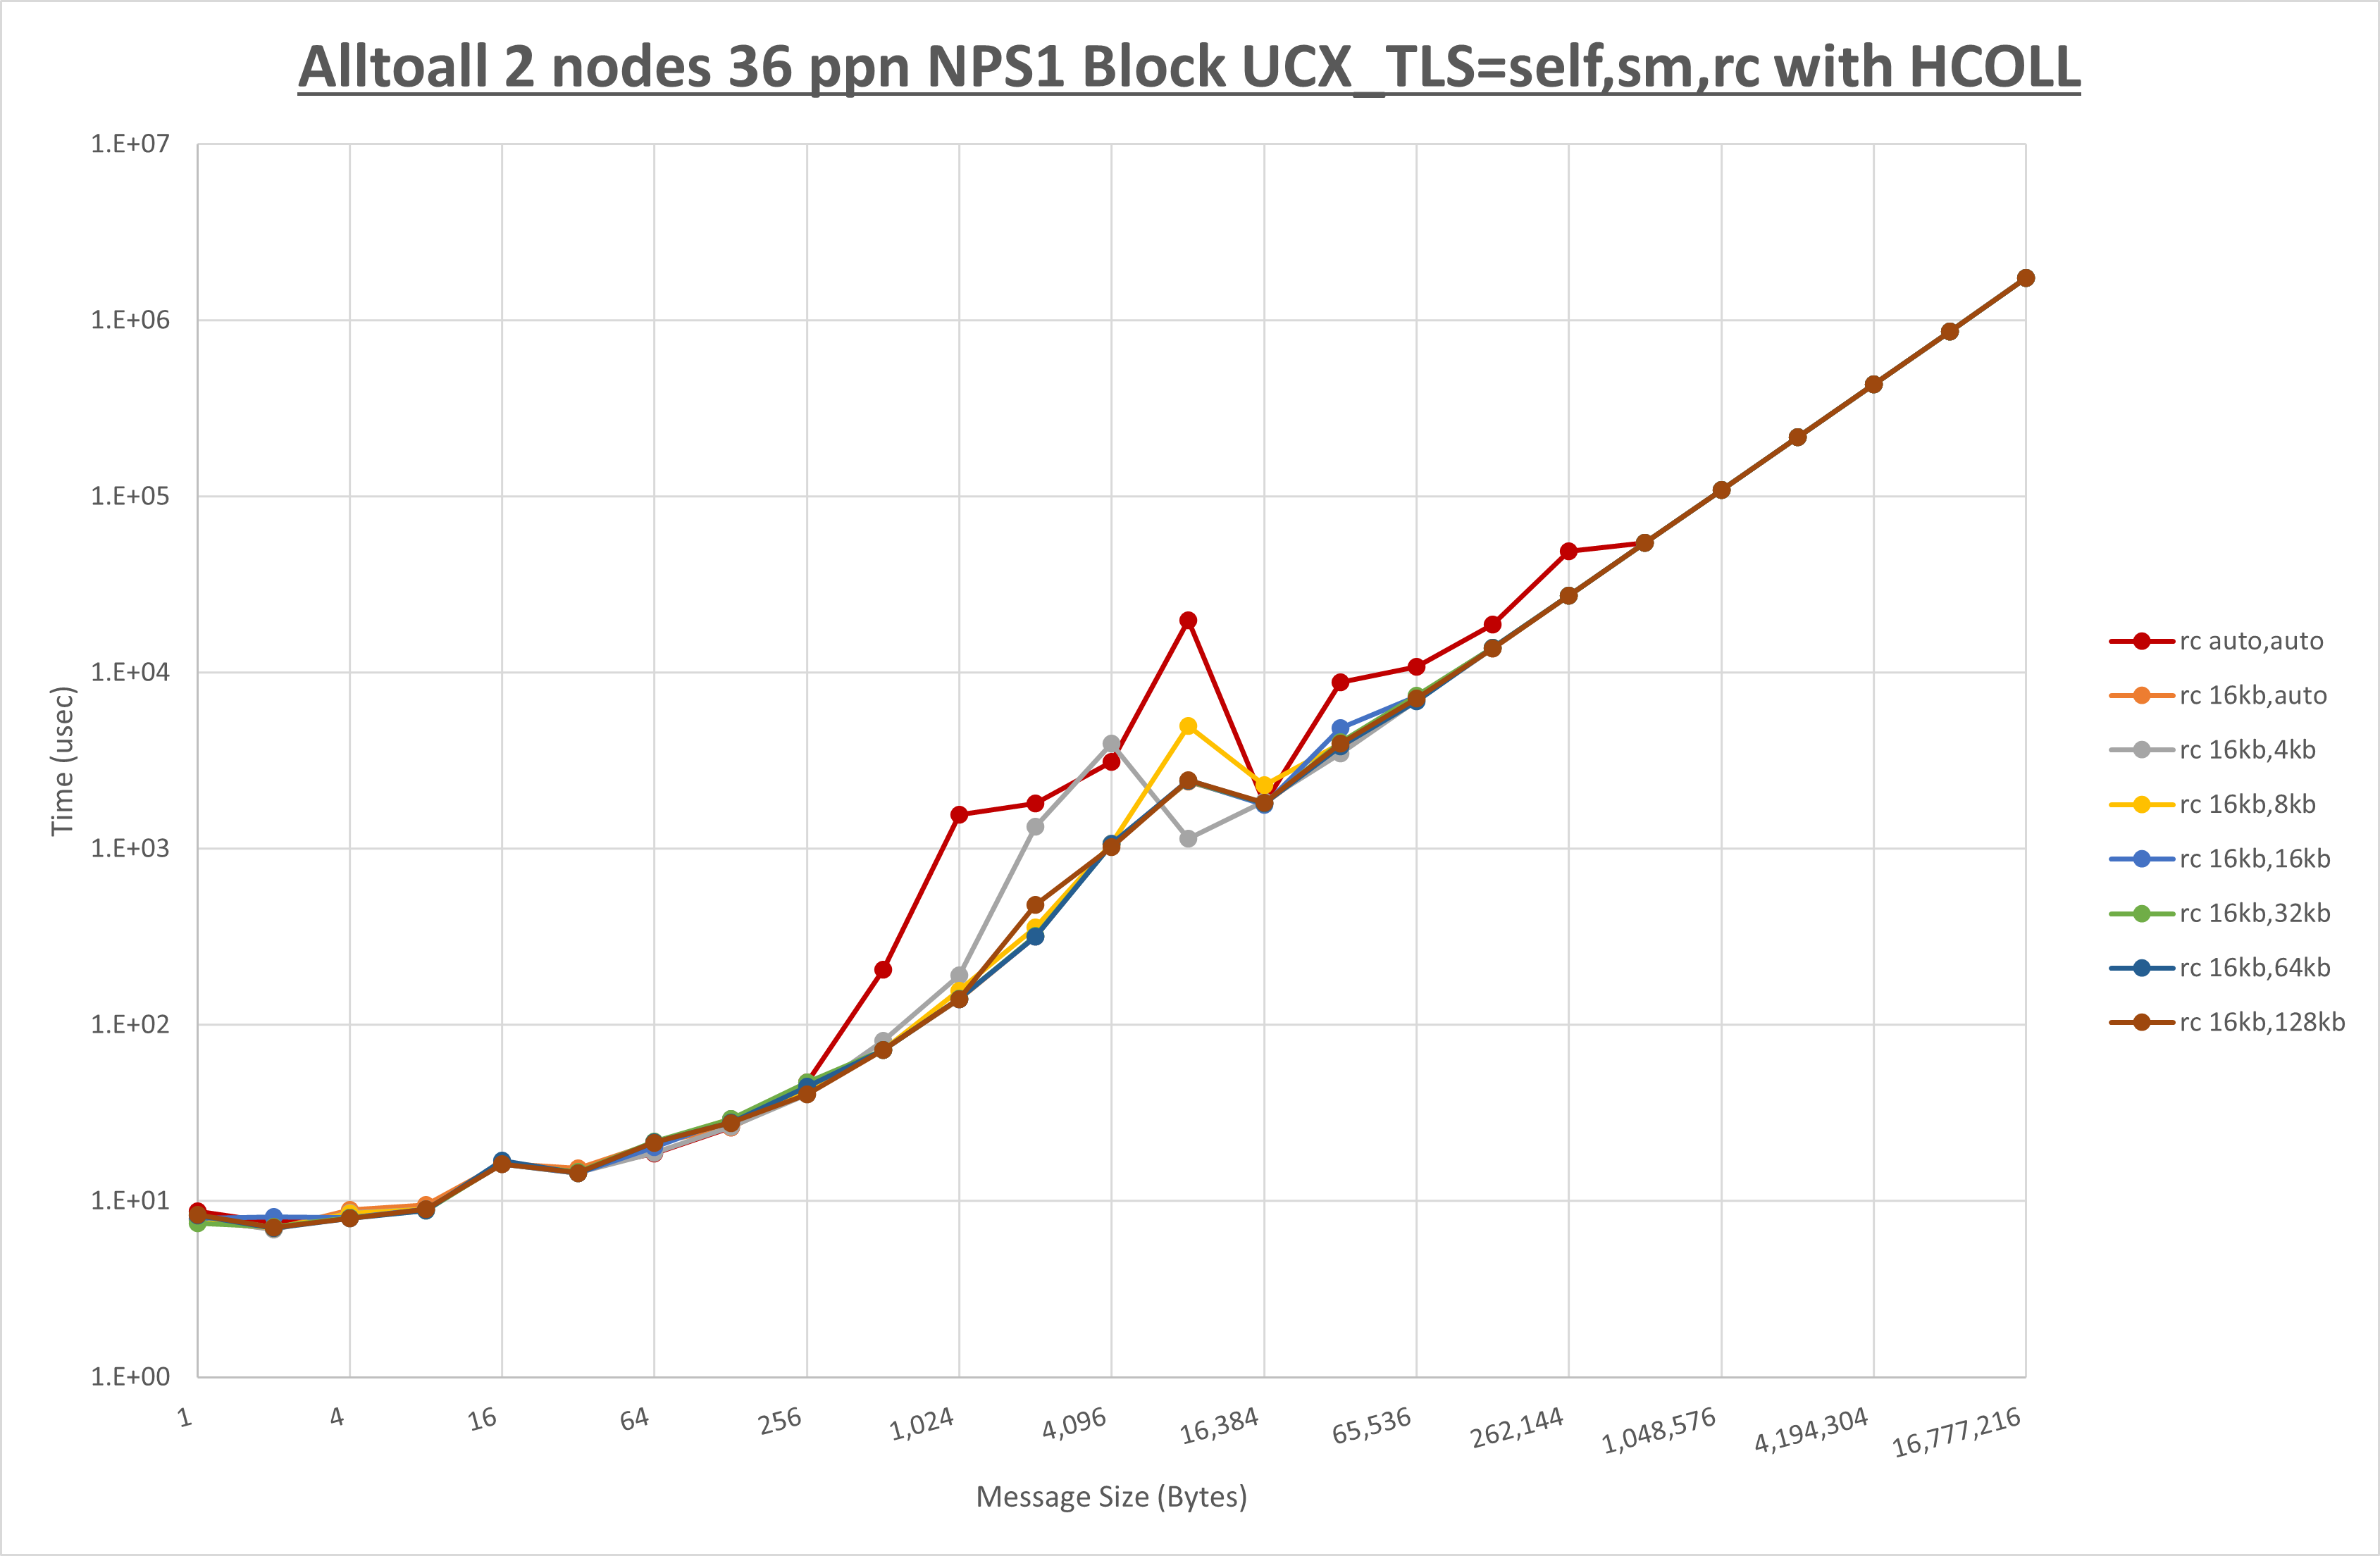 Alltoall 2 nodes 36 ppn NPS1 Block UCX_TLS=self,sm,rc with HCOLL
1.E+07
1.E+06
1.E+05
1.E+04
1.E+03
1.E+02
1.E+01
1.E+00
Time (usec)
1
4
16
64
256
1,024
4,096
16,384
65,536
262,144
1,048,576
4,194,304
16,777,216
Message Size (Bytes)
rc auto,auto
rc 16kb,auto
rc 16kb,4kb
rc 16kb,8kb
rc 16kb,16kb
rc 16kb,32kb
rc 16kb,64kb
rc 16kb,128kb